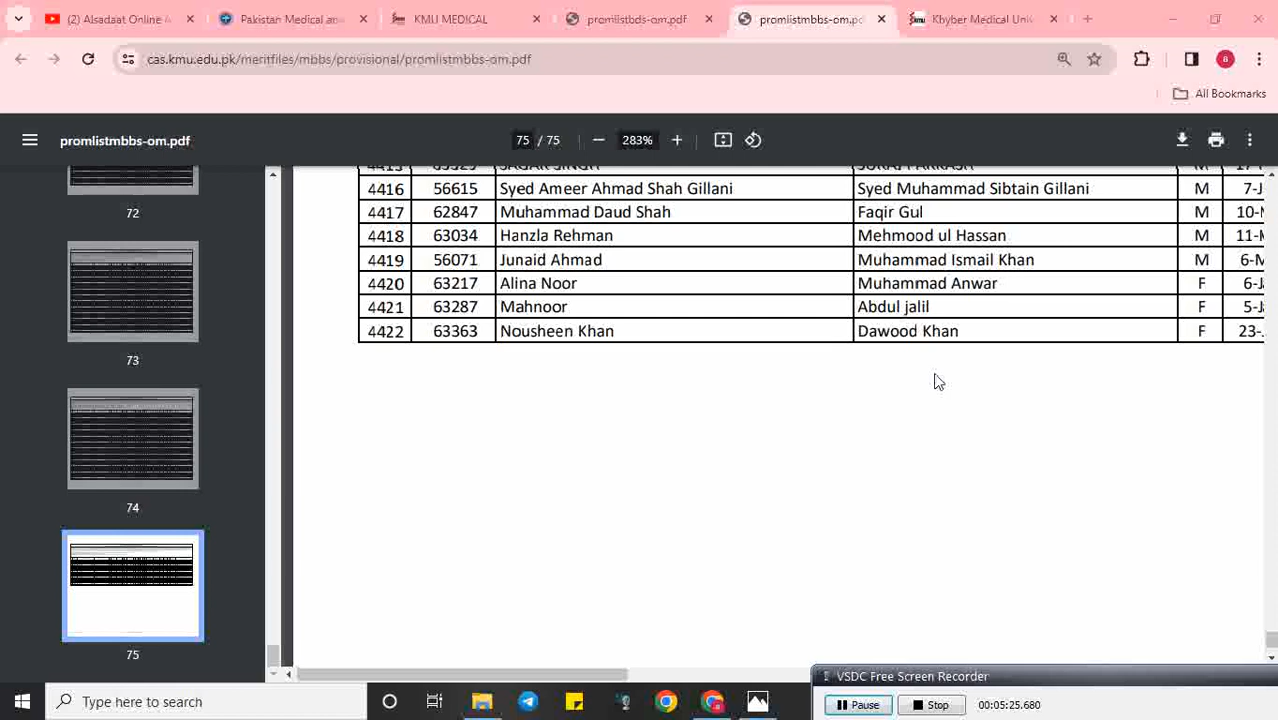 (2) Alsadaat Online
Pakistan Medical an
KMU MEDICAL
promlistbds-om.pdf
promlistmbbs-om.pc
Khyber Medical Univ
cas.kmu.edu.pk/meritfiles/mbbs/provisional/promlistmbbs-om.pdf
8
All Bookmarks
promlistmbbs-om.pdf
75 / 75
283%
4416 56615 Syed Ameer Ahmad Shah Gillani Syed Muhammad Sibtain Gillani M 7-J
4417 62847 Muhammad Daud Shah Faqir Gul M 10-
4418 63034 Hanzla Rehman Mehmood ul Hassan M 11-
4419 56071 Junaid Ahmad Muhammad Ismail Khan M 6-M
4420 63217 Alina Noor Muhammad Anwar F 6-J
4421 63287 Mahnoor Abdul jalil F 5-J
4422 63363 Nousheen Khan Dawood Khan F 23-
72
73
74
75
VSDC Free Screen Recorder
Pause
Stop
00:05:25.680
Type here to search